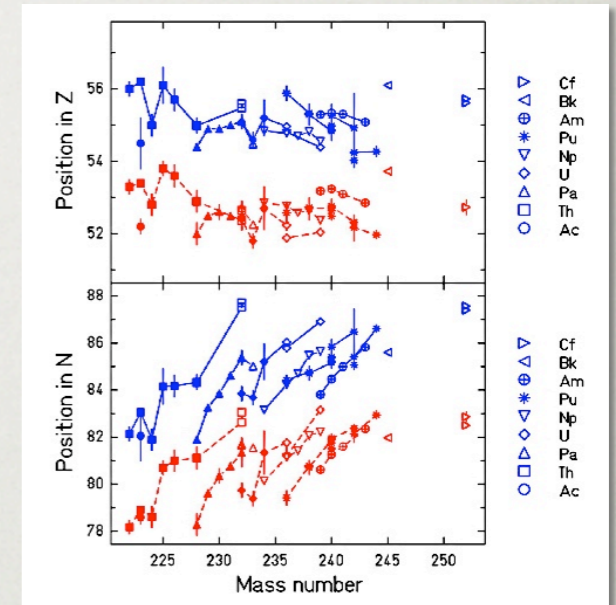 Position in Z
56
54
52
Cf
Bk
Am
Pu
Np
U
Pa
Th
Ac
Position in N
88
86
84
82
80
78
Cf
Bk
Am
Pu
Np
U
Pa
Th
Ac
225 230 235 240 245 250
Mass number